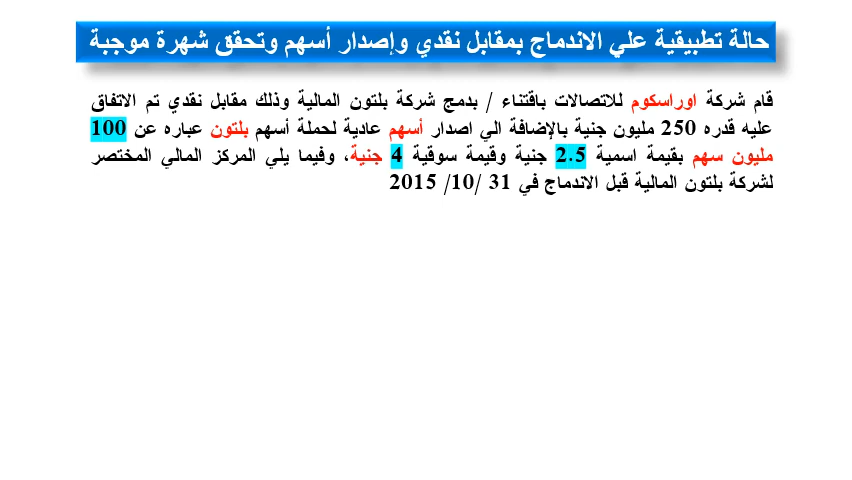 حالة تطبيقية علي الاندماج بمقابل نقدي وإصدار أسهم وتحقق شهرة موجبة
قام شركة اوراسكوم للاتصالات باقتناء / بدمج شركة بلتون المالية وذلك مقابل نقدي تم الاتفاق
عليه قدره 250 مليون جنية بالإضافة الي اصدار أسهم عادية لحملة أسهم بلتون عباره عن 100
مليون سهم بقيمة اسمية 2.5 جنية وقيمة سوقية 4 جنية، وفيما يلي المركز المالي المختصر
لشركة بلتون المالية قبل الاندماج في 31 /10/ 2015